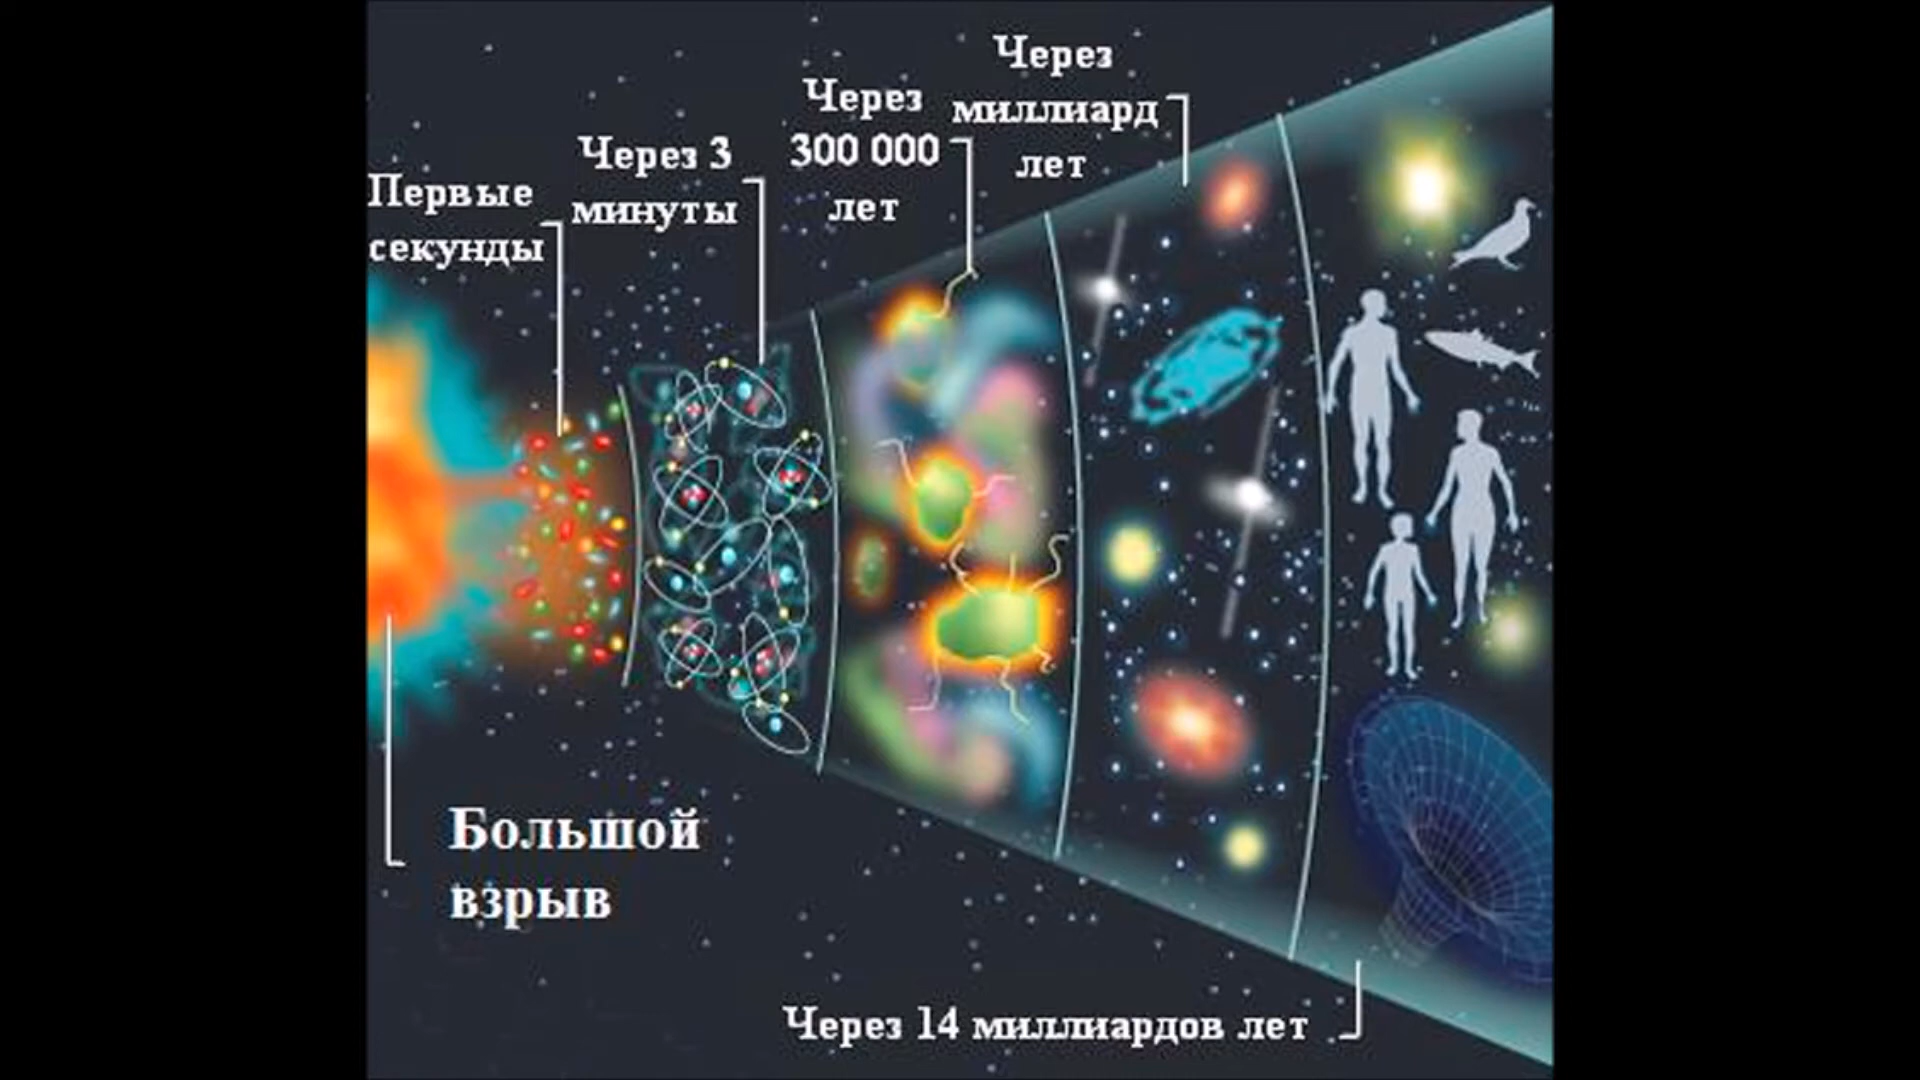 Первые
секунды
Через 3
минуты
Через
300 000
лет
Через
миллиард
лет
Большой
взрыв
Через 14 миллиардов лет